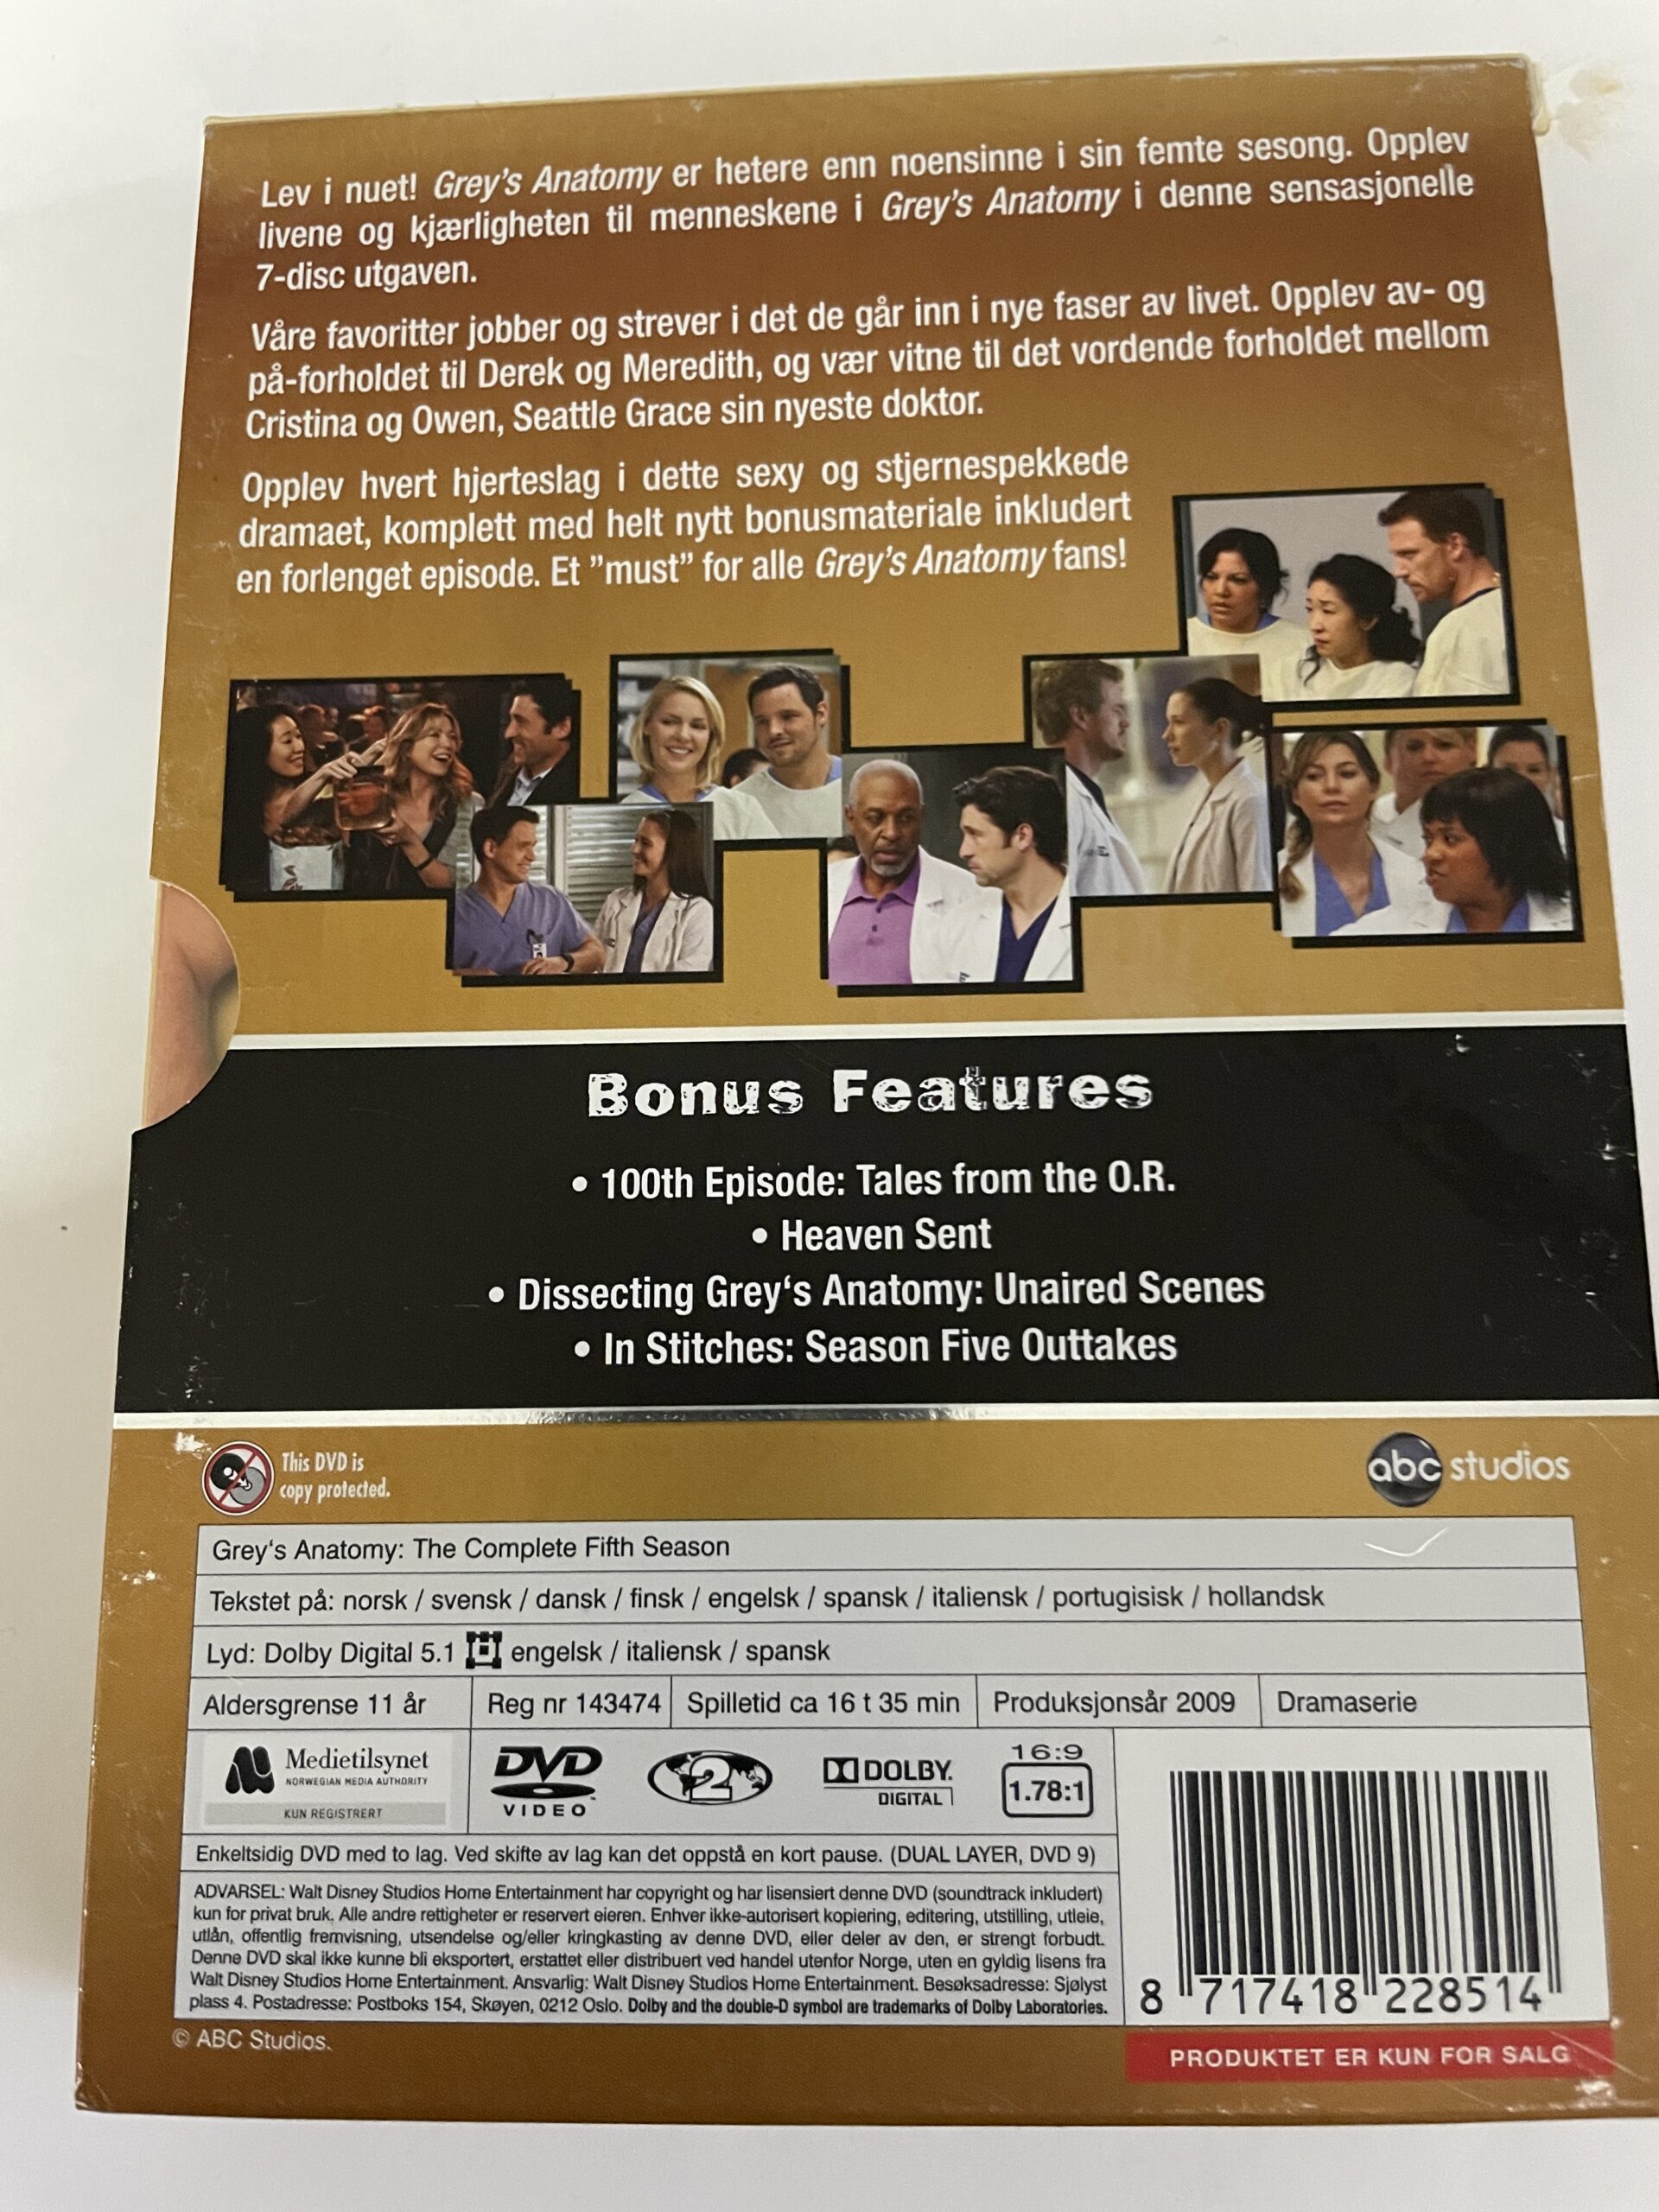 Lev i nuet! Grey's Anatomy er hetere enn noensinne i sin femte sesong. Opplev
livene og kjærligheten til menneskene i Grey's Anatomy i denne sensasjonelle
7-disc utgaven.
Våre favoritter jobber og strever i det de går inn i nye faser av livet. Opplev av- og
på-forholdet til Derek og Meredith, og vær vitne til det vordende forholdet mellom
Cristina og Owen, Seattle Grace sin nyeste doktor.
Opplev hvert hjerteslag i dette sexy og stjernespekkede
dramaet, komplett med helt nytt bonusmateriale inkludert
en forlenget episode. Et ”must” for alle Grey's Anatomy fans!
Bonus Features
• 100th Episode: Tales from the O.R.
• Heaven Sent
• Dissecting Grey‘s Anatomy: Unaired Scenes
• In Stitches: Season Five Outtakes
This DVD is
copy protected.
abc studios
Grey‘s Anatomy: The Complete Fifth Season
Tekstet på: norsk / svensk / dansk / finsk / engelsk / spansk / italiensk / portugisisk / hollandsk
Lyd: Dolby Digital 5.1 engelsk / italiensk / spansk
Aldersgrense 11 år Reg nr 143474 Spilletid ca 16 t 35 min Produksjonsår 2009 Dramaserie
Medietilsynet
NORWEGIAN MEDIA AUTHORITY
KUN REGISTRERT
DVD
VIDEO
2
DOLBY
DIGITAL
16:9
1.78:1
Enkeltsidig DVD med to lag. Ved skifte av lag kan det oppstå en kort pause. (DUAL LAYER, DVD 9)
ADVARSEL: Walt Disney Studios Home Entertainment har copyright og har lisensiert denne DVD (soundtrack inkludert)
kun for privat bruk. Alle andre rettigheter er reservert eieren. Enhver ikke-autorisert kopiering, editering, utstilling, utleie,
utlån, offentlig fremvisning, utsendelse og/eller kringkasting av denne DVD, eller deler av den, er strengt forbudt.
Denne DVD skal ikke kunne bli eksportert, erstattet eller distribuert ved handel utenfor Norge, uten en gyldig lisens fra
Walt Disney Studios Home Entertainment. Ansvarlig: Walt Disney Studios Home Entertainment. Besøksadresse: Sjølyst
plass 4. Postadresse: Postboks 154, Skøyen, 0212 Oslo. Dolby and the double-D symbol are trademarks of Dolby Laboratories.
8 717418 228514
© ABC Studios.
PRODUKTET ER KUN FOR SALG